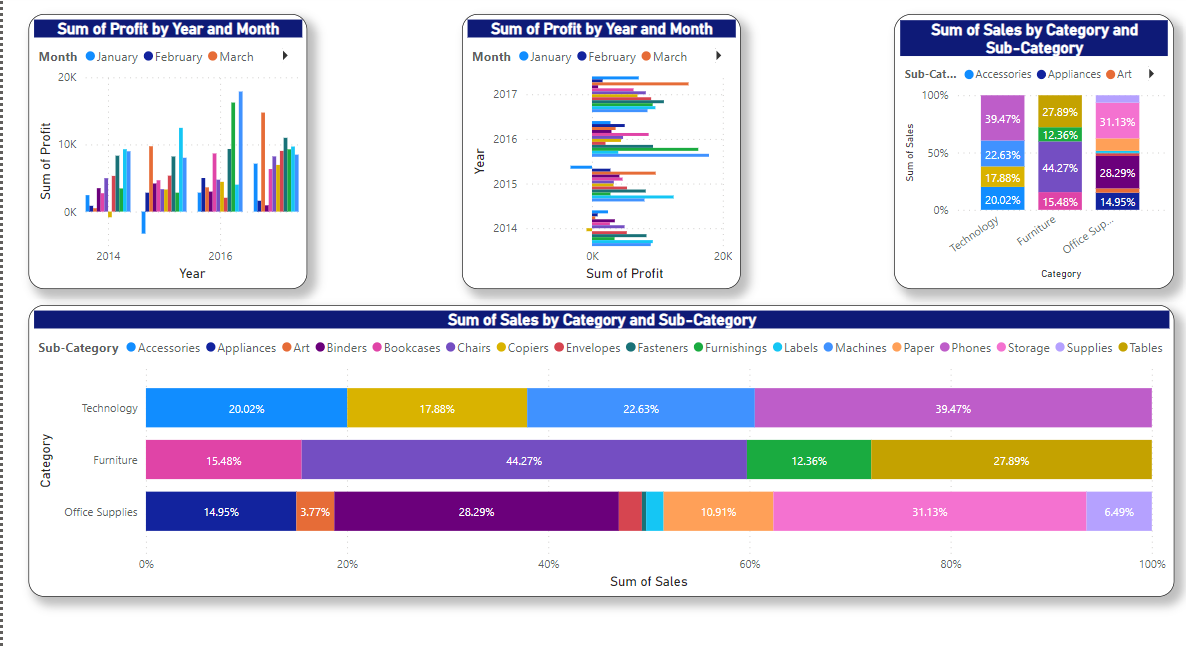 Sum of Profit by Year and Month
Month January February March
20K
10K
0K
Sum of Profit
2014 2016
Year
Sum of Profit by Year and Month
Month January February March
2017
2016
2015
2014
Year
0K 20K
Sum of Profit
Sum of Sales by Category and
Sub-Category
Sub-Cat... Accessories Appliances Art
100%
50%
0%
Sum of Sales
39.47%
22.63%
17.88%
20.02%
27.89%
12.36%
44.27%
15.48%
31.13%
28.29%
14.95%
Technology
Furniture
Office Sup...
Category
Sum of Sales by Category and Sub-Category
Sub-Category Accessories Appliances Art Binders Bookcases Chairs Copiers Envelopes Fasteners Furnishings Labels Machines Paper Phones Storage Supplies Tables
Category
Technology 20.02% 17.88% 22.63% 39.47%
Furniture 15.48% 44.27% 12.36% 27.89%
Office Supplies 14.95% 3.77% 28.29% 10.91% 31.13% 6.49%
0% 20% 40% 60% 80% 100%
Sum of Sales